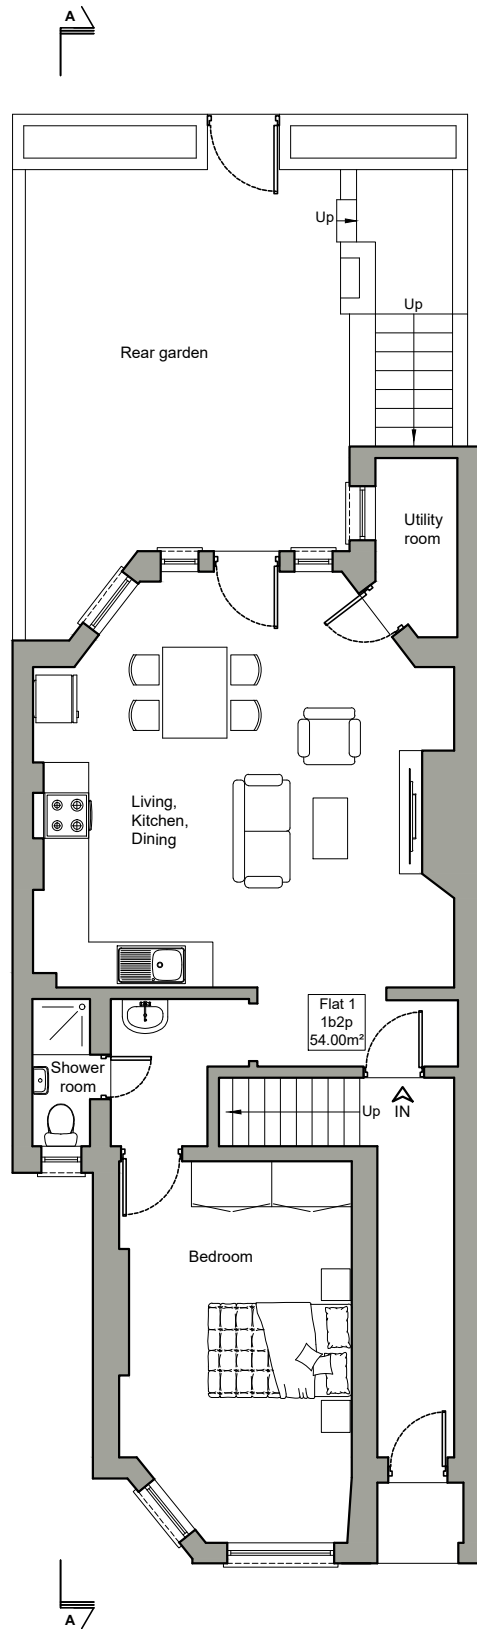 A
Up
Up
Rear garden
Utility
room
Living,
Kitchen,
Dining
Flat 1
1b2p
54.00m²
Shower
room
Up
IN
Bedroom
A